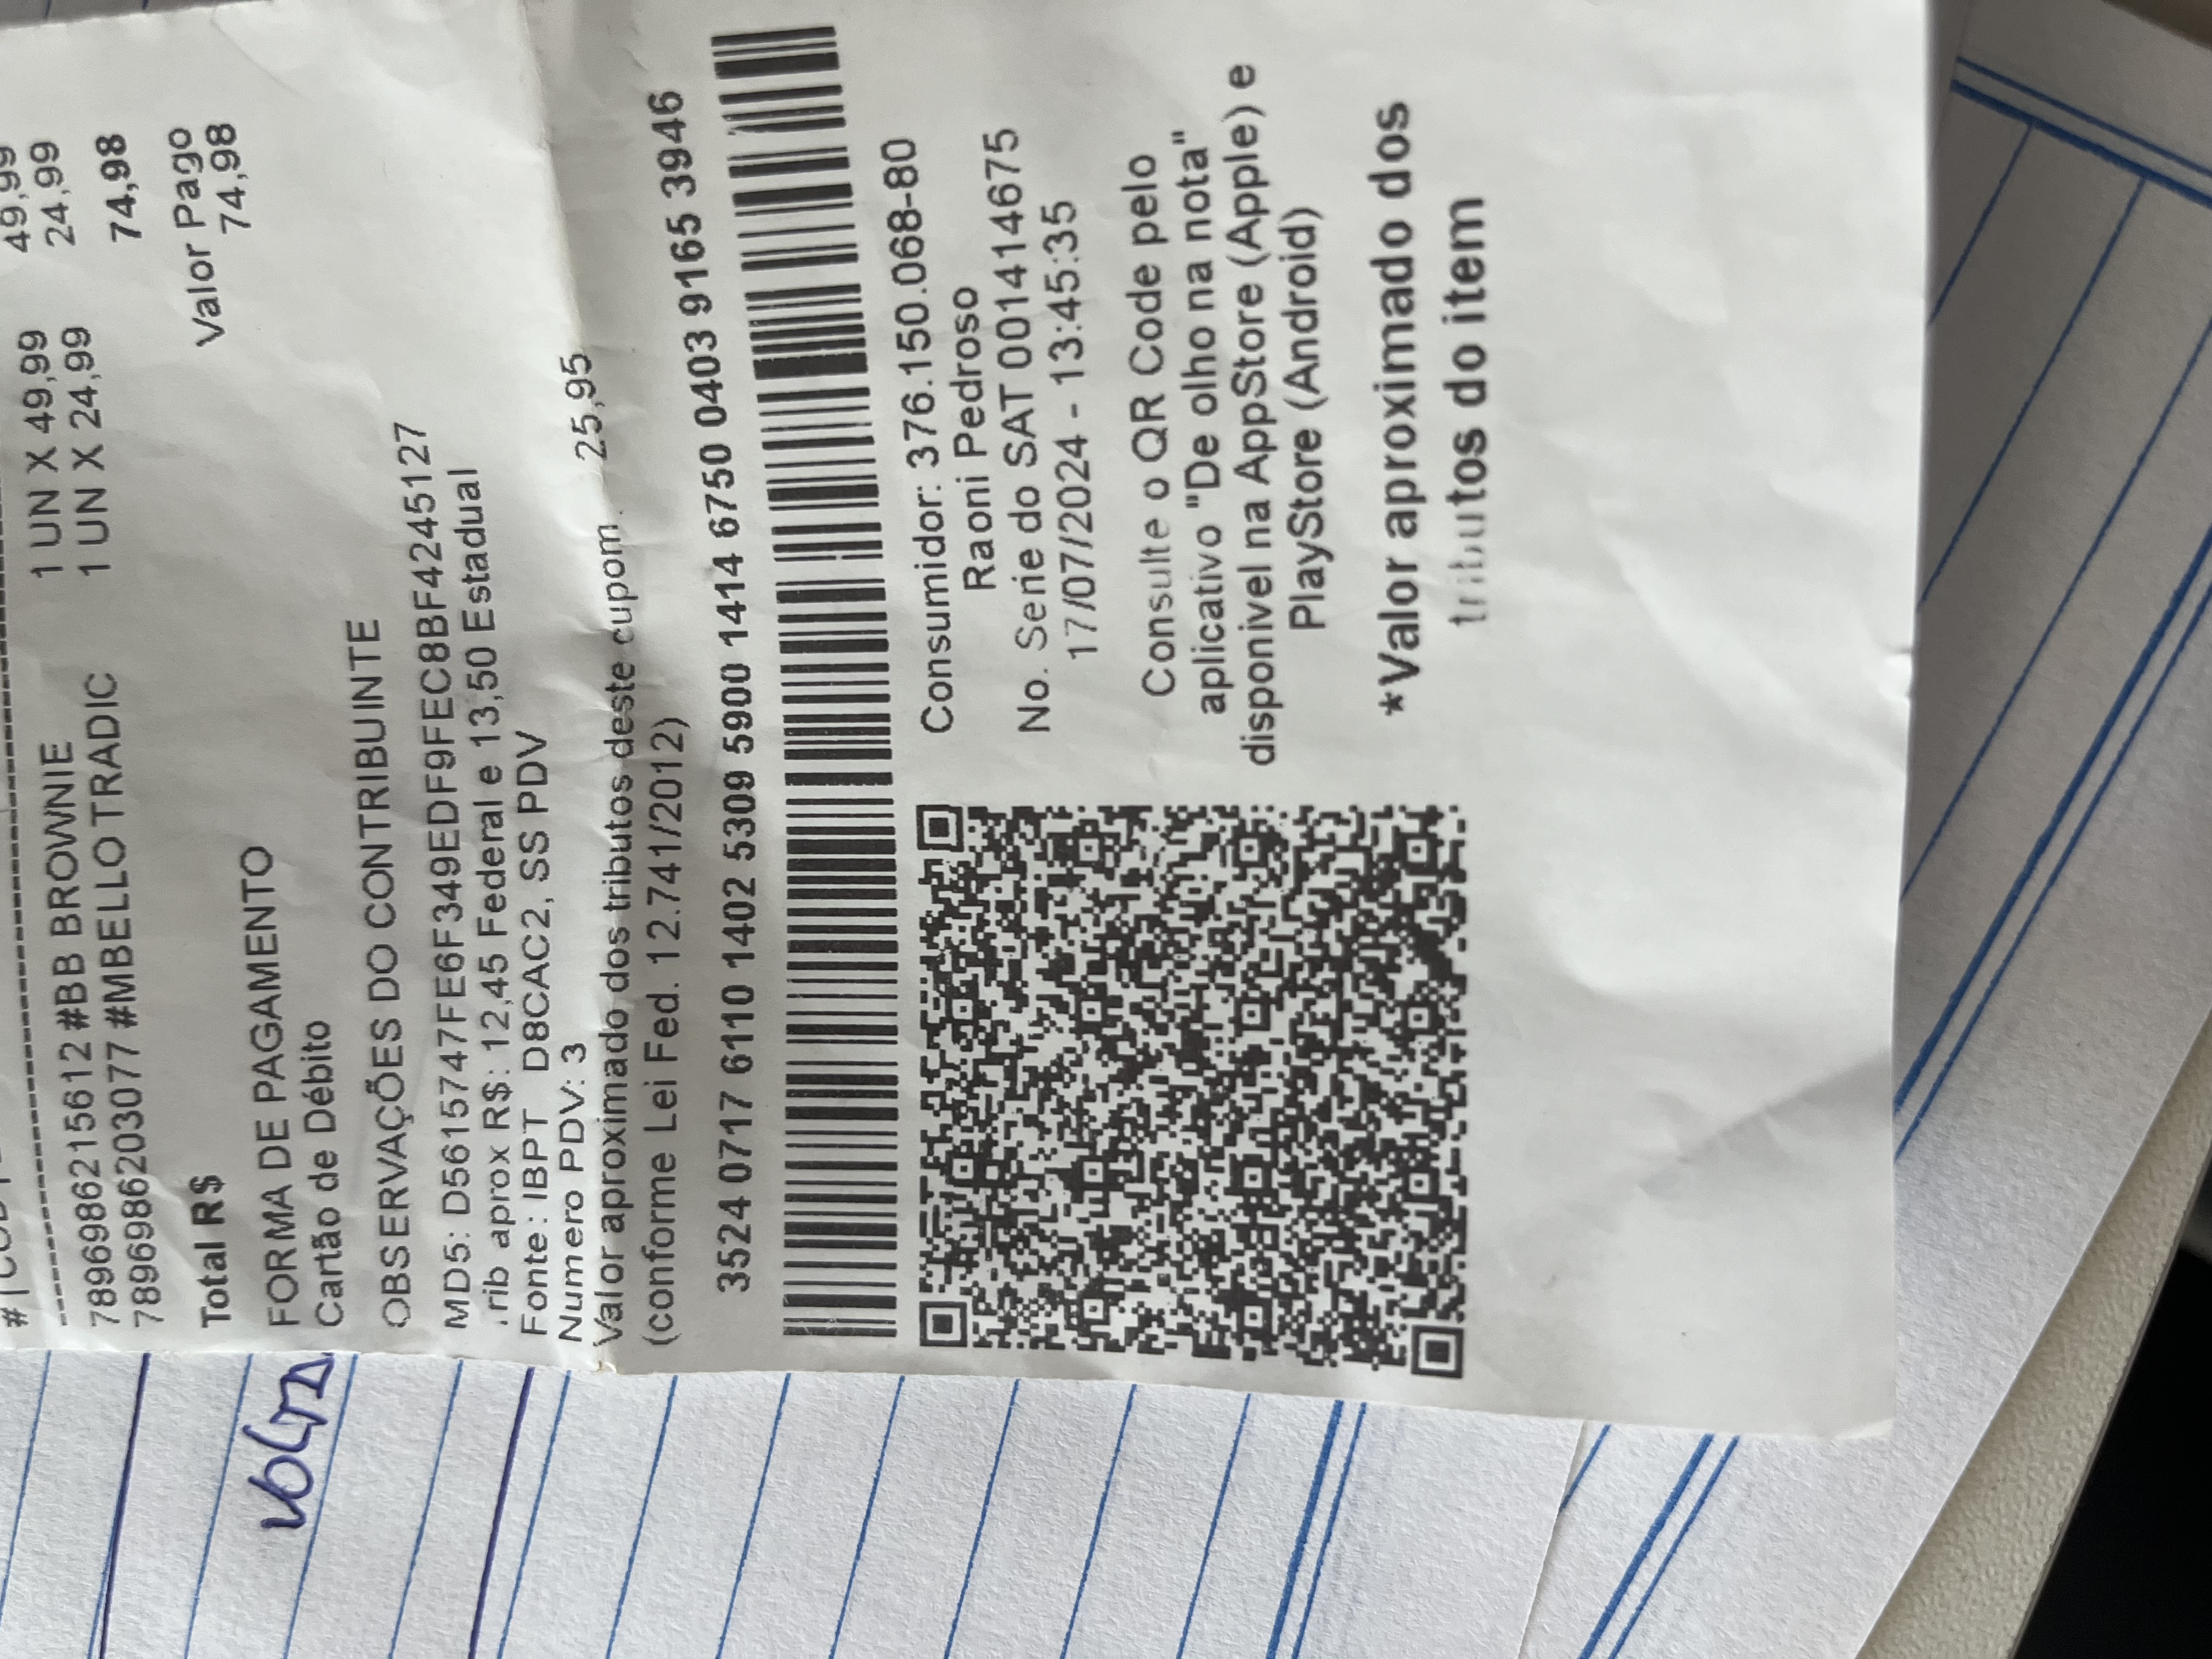 # | COD |
7896986215612 #BB BROWNIE 1 UN X 49,99 49,99
7896986203077 #MBELLO TRADIC 1 UN X 24,99 24,99
Total R$ 74,98
FORMA DE PAGAMENTO Valor Pago
Cartão de Débito 74,98
VOLTA
OBSERVAÇÕES DO CONTRIBUINTE
MD5: D5615747FE6F349EDF9FEC8BF4245127
rib aprox R$: 12,45 Federal e 13,50 Estadual
Fonte: IBPT D8CAC2, SS PDV
Numero PDV: 3
Valor aproximado dos tributos deste cupom 25,95
(conforme Lei Fed. 12.741/2012)
3524 0717 6110 1402 5309 5900 1414 6750 0403 9165 3946
Consumidor: 376.150.068-80
Raoni Pedroso
No. Serie do SAT 001414675
17/07/2024 - 13:45:35
Consulte o QR Code pelo
aplicativo "De olho na nota"
disponivel na AppStore (Apple) e
PlayStore (Android)
*Valor aproximado dos
tributos do item